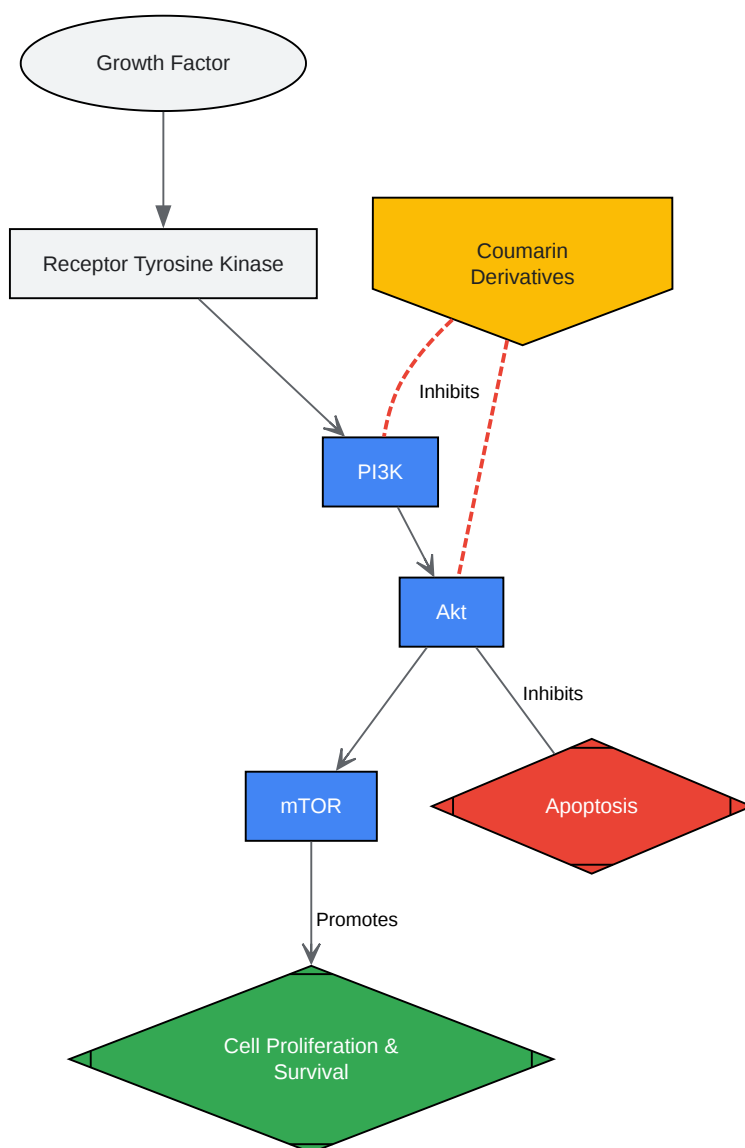 Growth Factor
Receptor Tyrosine Kinase
Coumarin
Derivatives
Inhibits
PI3K
Akt
Inhibits
mTOR
Apoptosis
Promotes
Cell Proliferation &
Survival